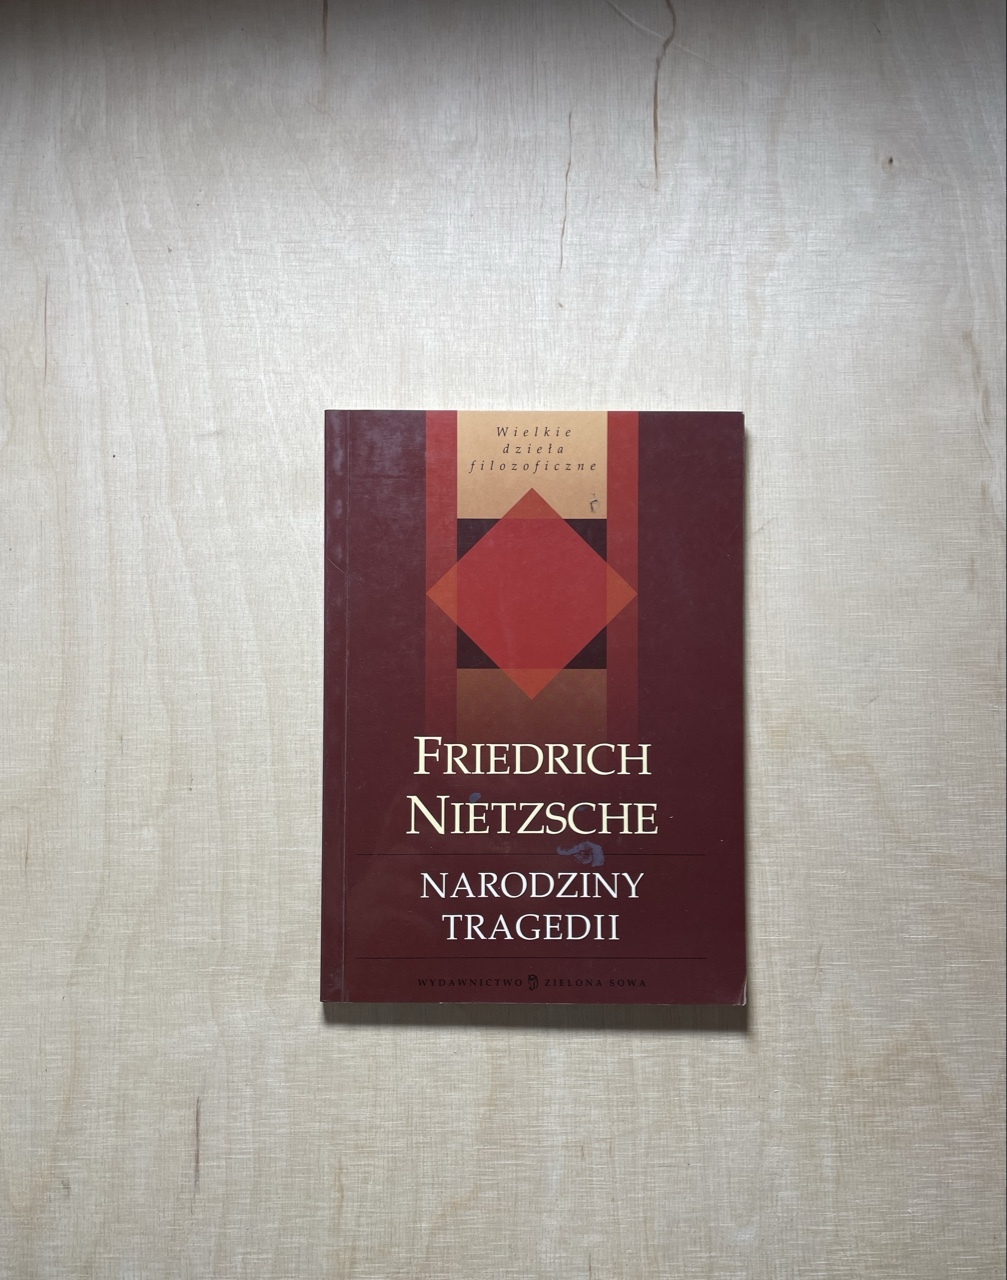 Wielkie
dzieła
filozoficzne
FRIEDRICH
NIETZSCHE
NARODZINY
TRAGEDII
WYDAWNICTWO ZIELONA SOWA